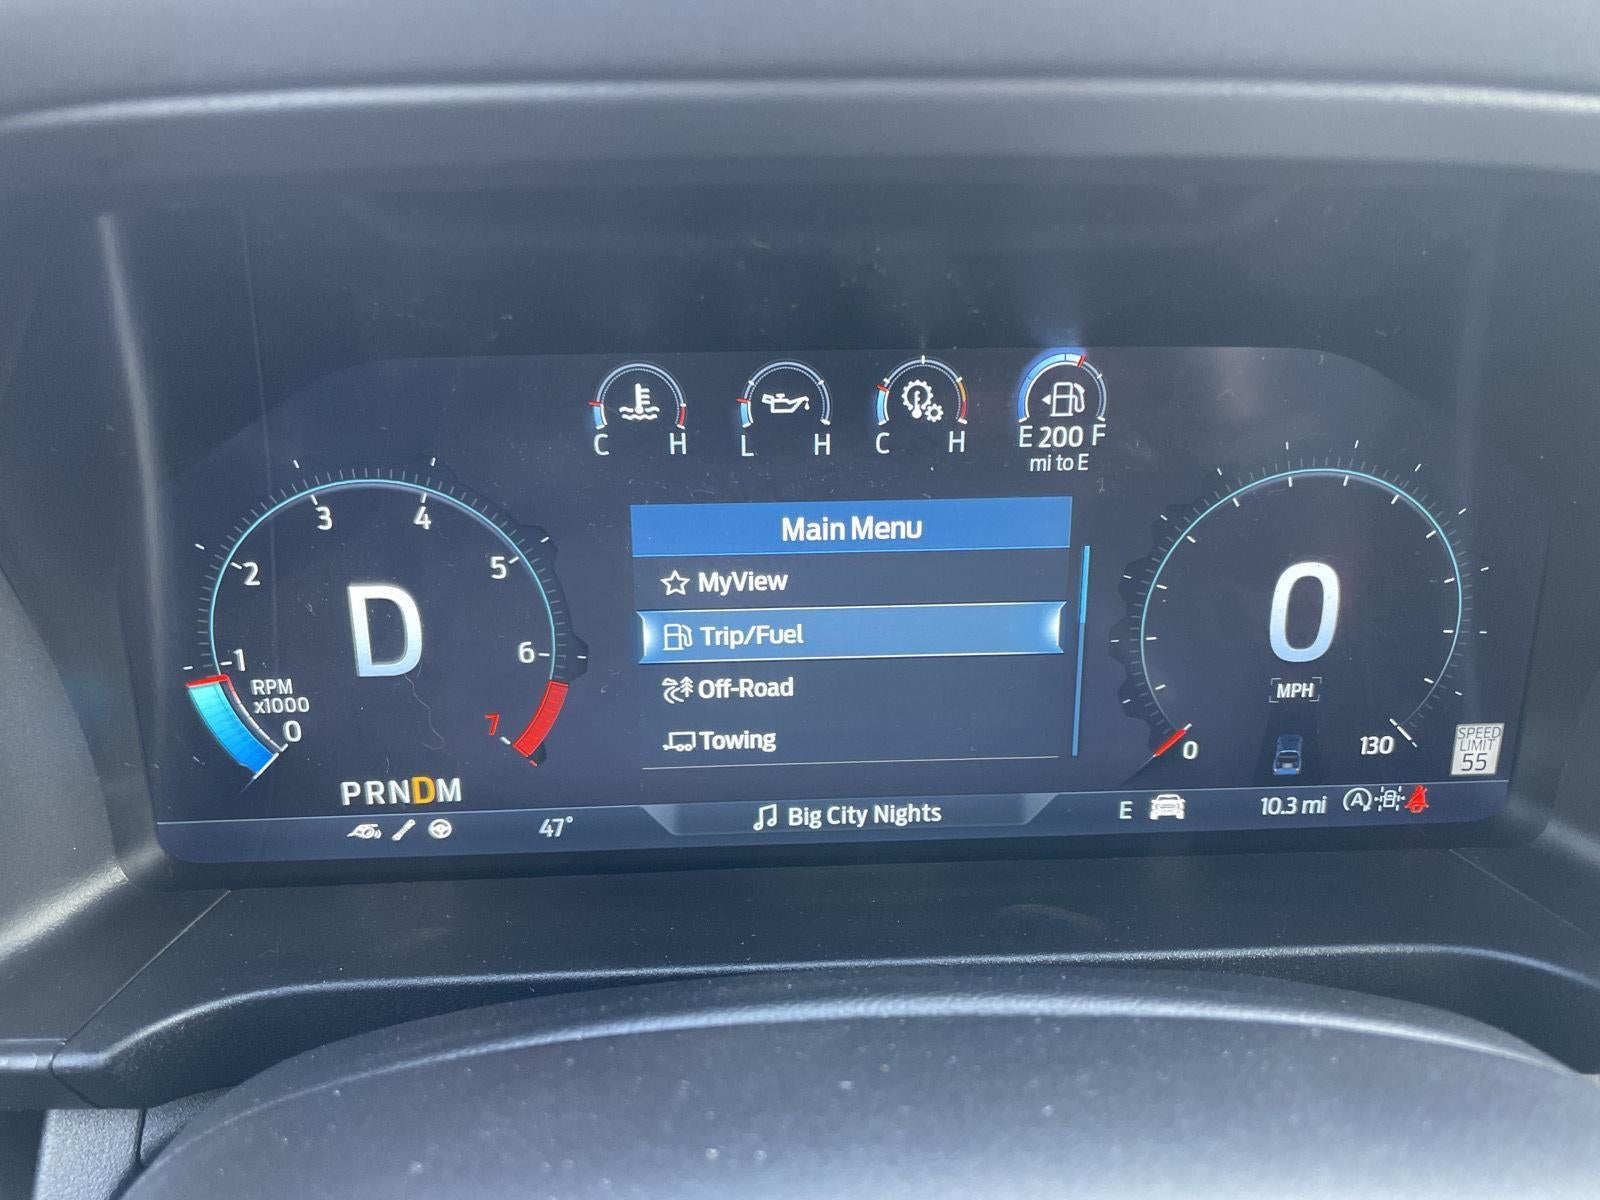 C H
L H
C H
E 200 F
mi to E
Main Menu
MyView
Trip/Fuel
Off-Road
Towing
0
1
2
3
4
5
6
7
RPM
x1000
D
PRNDM
47°
Big City Nights
0
MPH
0
130
SPEED
LIMIT
55
E
10.3 mi
A